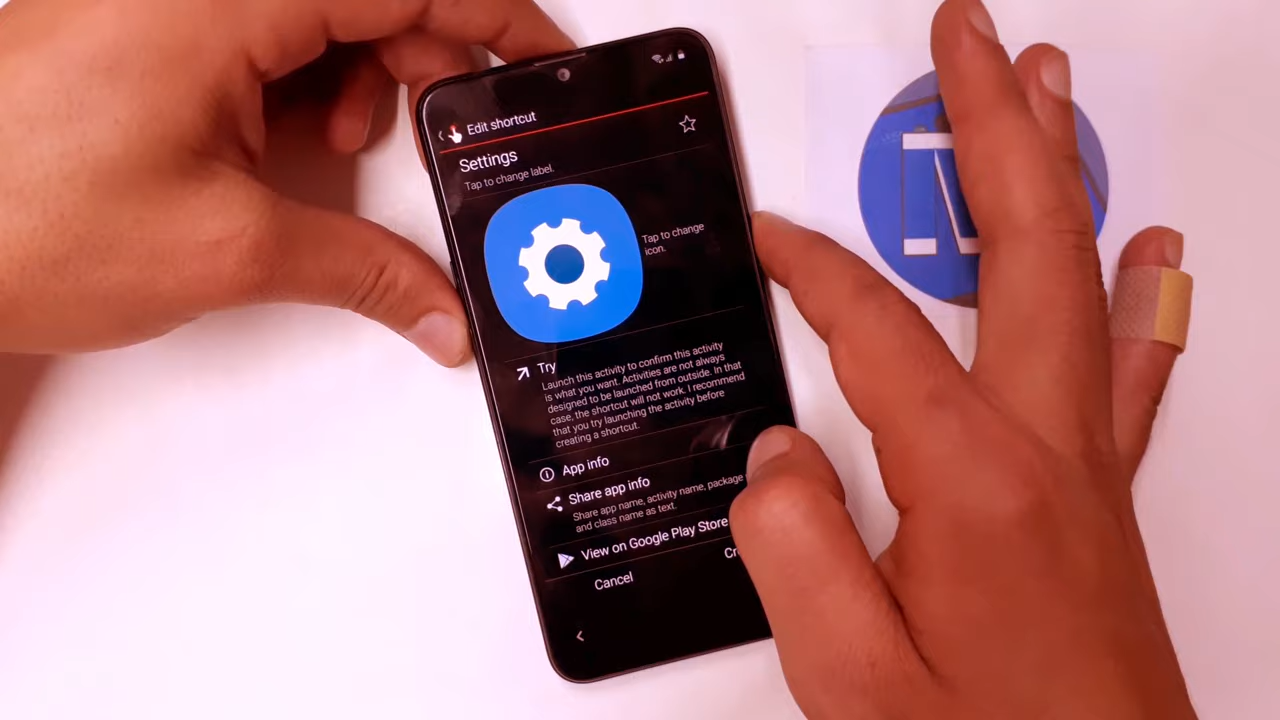 Edit shortcut
Settings
Tap to change label.
Tap to change
icon.
Try
Launch this activity to confirm this activity
is what you want. Activities are not always
designed to be launched from outside. In that
case, the shortcut will not work. I recommend
that you try launching the activity before
creating a shortcut.
App info
Share app info
Share app name, activity name, package
and class name as text.
View on Google Play Store
Cancel